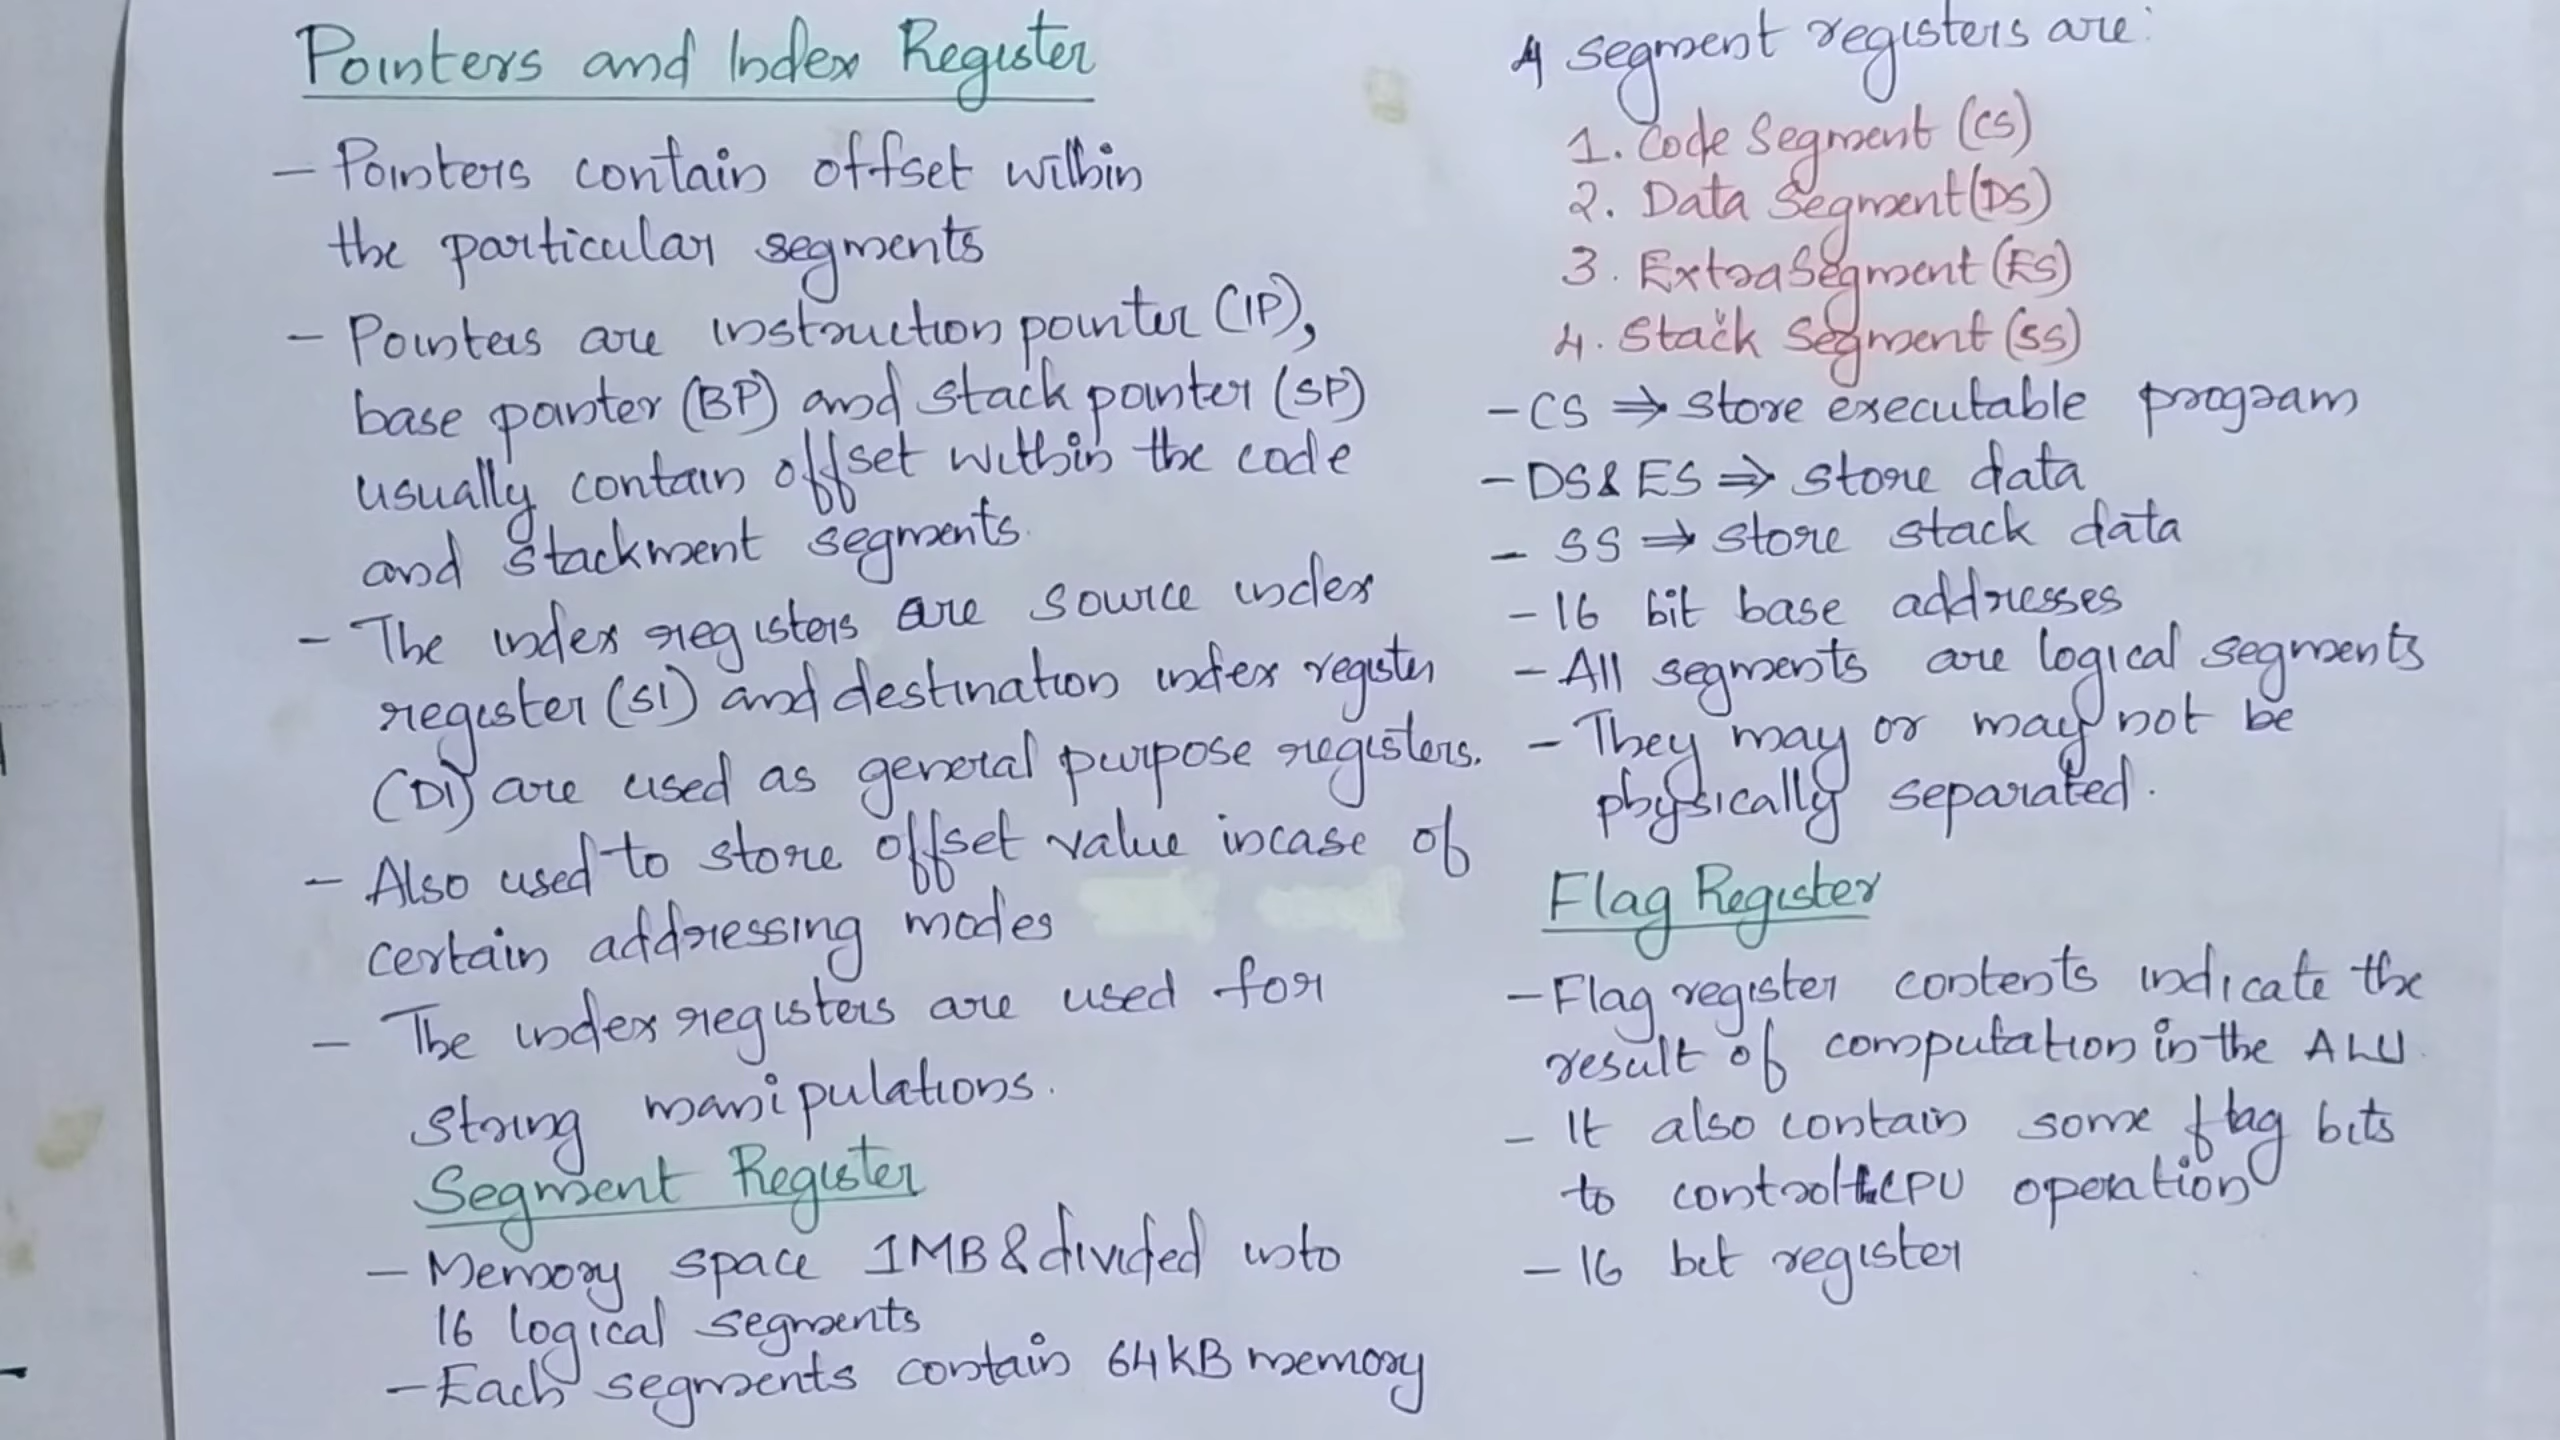 Pointers and Index Register
- Pointers contain offset within
the particular segments
- Pointers are instruction pointer (IP),
base pointer (BP) and stack pointer (SP)
usually contain offset within the code
and stackment segments.
- The index registers are source index
register (SI) and destination index register
(DI) are used as general purpose registers.
- Also used to store offset value incase of
certain addressing modes
- The index registers are used for
string manipulations.
Segment Register
- Memory space 1MB & divided into
16 logical segments
- Each segments contain 64kB memory
4 segment registers are:
1. Code Segment (CS)
2. Data Segment (DS)
3. Extra Segment (ES)
4. Stack Segment (SS)
- CS ⇒ store executable program
- DS & ES ⇒ store data
- SS ⇒ store stack data
- 16 bit base addresses
- All segments are logical segments
- They may or may not be
physically separated.
Flag Register
- Flag register contents indicate the
result of computation in the ALU.
- It also contain some flag bits
to control the CPU operation
- 16 bit register